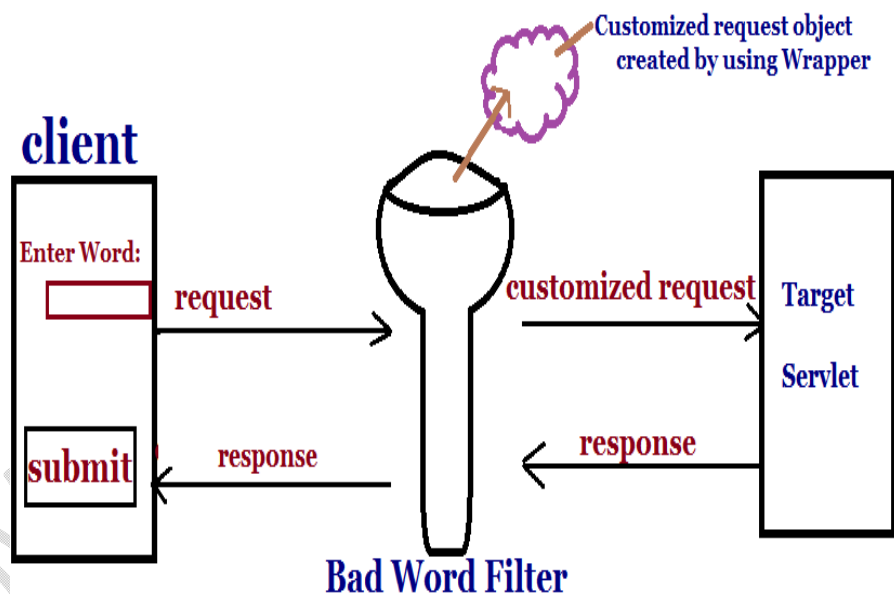 Customized request object
created by using Wrapper
client
Enter Word:
request
customized request
Target
Servlet
submit
response
response
Bad Word Filter